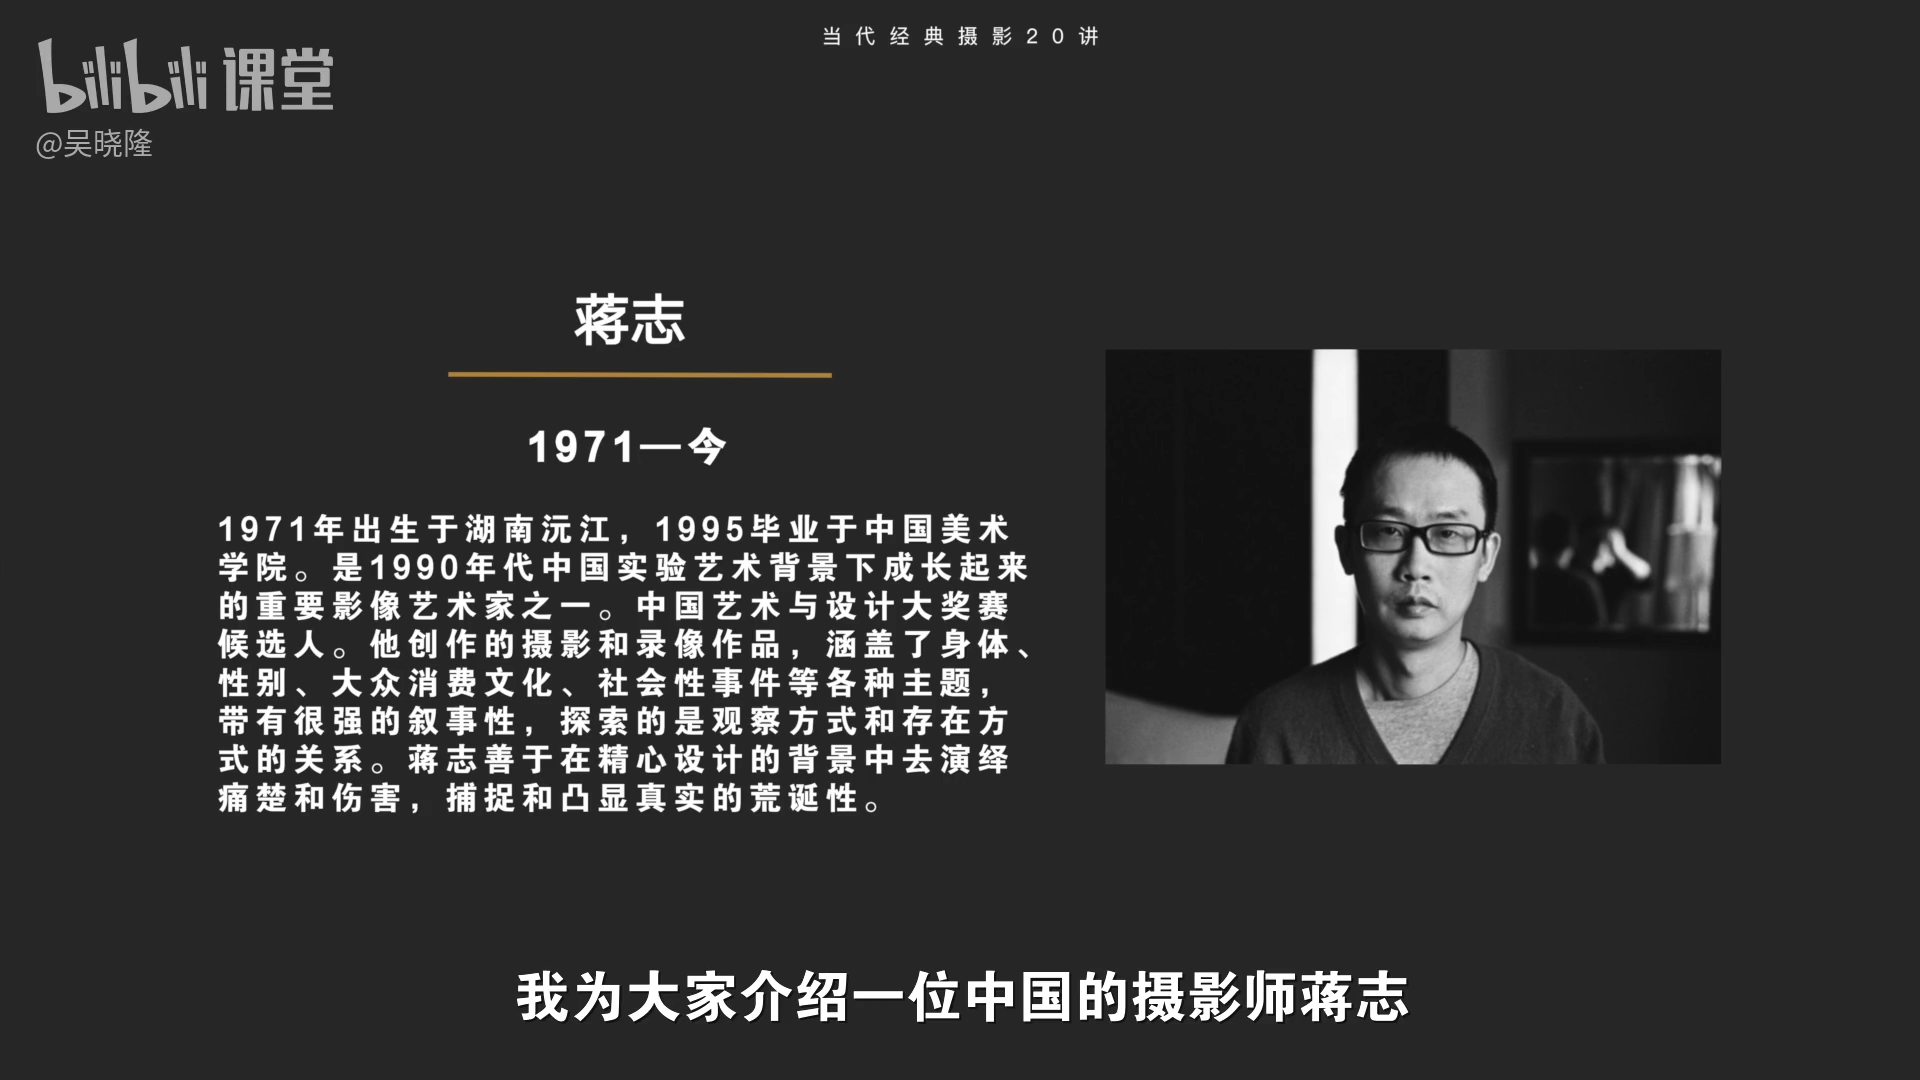 当代经典摄影20讲
bilibili 课堂
@吴晓隆
蒋志
1971—今
1971年出生于湖南沅江，1995毕业于中国美术
学院。是1990年代中国实验艺术背景下成长起来
的重要影像艺术家之一。中国艺术与设计大奖赛
候选人。他创作的摄影和录像作品，涵盖了身体、
性别、大众消费文化、社会性事件等各种主题，
带有很强的叙事性，探索的是观察方式和存在方
式的关系。蒋志善于在精心设计的背景中去演绎
痛楚和伤害，捕捉和凸显真实的荒诞性。
我为大家介绍一位中国的摄影师蒋志